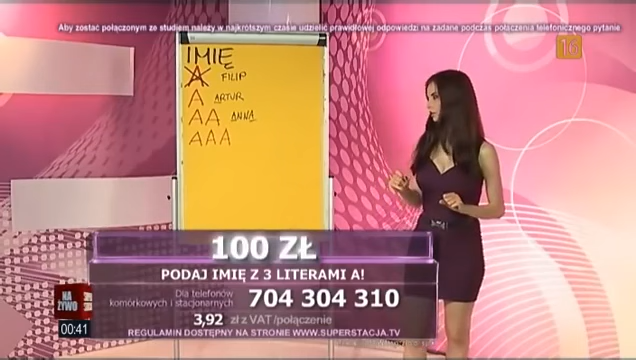 Aby zostać połączonym ze studiem należy w najkrótszym czasie udzielić prawidłowej odpowiedzi na zadane podczas połączenia telefonicznego pytanie
16
IMIĘ
A FILIP
A ARTUR
AA ANNA
AAA
100 ZŁ
PODAJ IMIĘ Z 3 LITERAMI A!
Dla telefonów
komórkowych i stacjonarnych
704 304 310
3,92 zł z VAT/połączenie
REGULAMIN DOSTĘPNY NA STRONIE WWW.SUPERSTACJA.TV
NA
ŻYWO
00:41